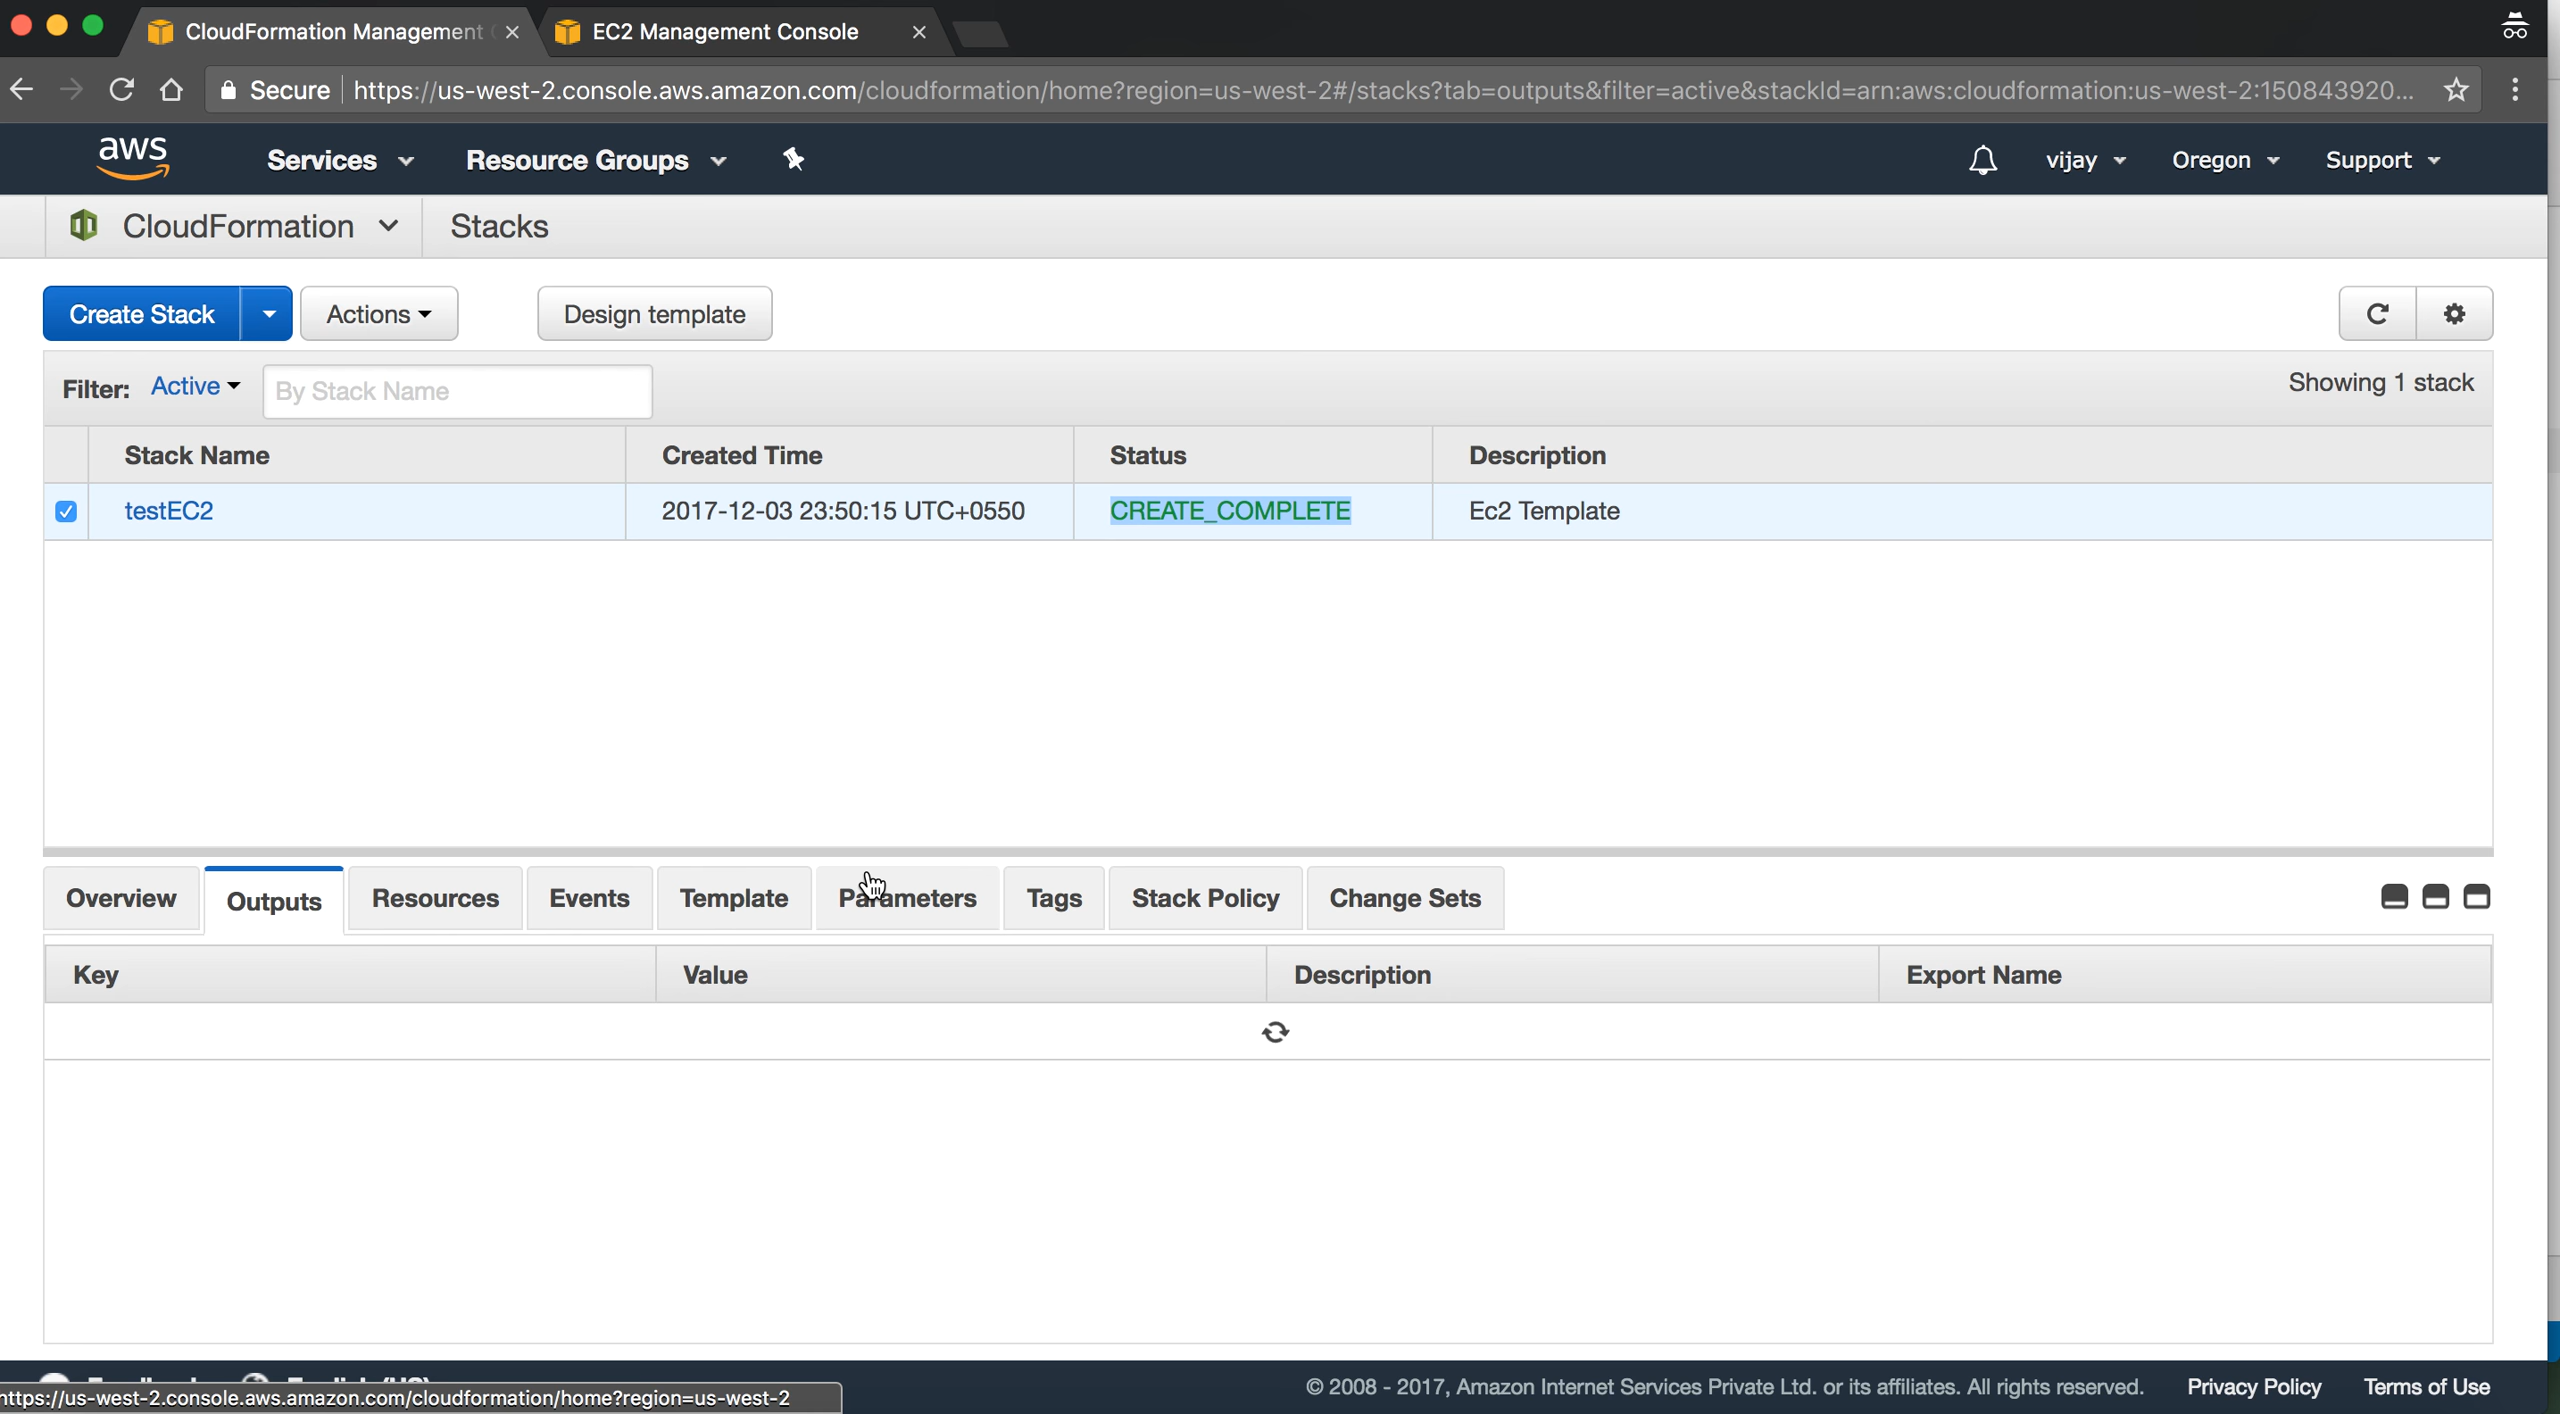 CloudFormation Management
EC2 Management Console
Secure https://us-west-2.console.aws.amazon.com/cloudformation/home?region=us-west-2#/stacks?tab=outputs&filter=active&stackId=arn:aws:cloudformation:us-west-2:150843920...
aws Services Resource Groups vijay Oregon Support
CloudFormation Stacks
Create Stack Actions Design template
Filter: Active By Stack Name Showing 1 stack
Stack Name Created Time Status Description
testEC2 2017-12-03 23:50:15 UTC+0550 CREATE_COMPLETE Ec2 Template
Overview Outputs Resources Events Template Parameters Tags Stack Policy Change Sets
Key Value Description Export Name
© 2008 - 2017, Amazon Internet Services Private Ltd. or its affiliates. All rights reserved. Privacy Policy Terms of Use
https://us-west-2.console.aws.amazon.com/cloudformation/home?region=us-west-2